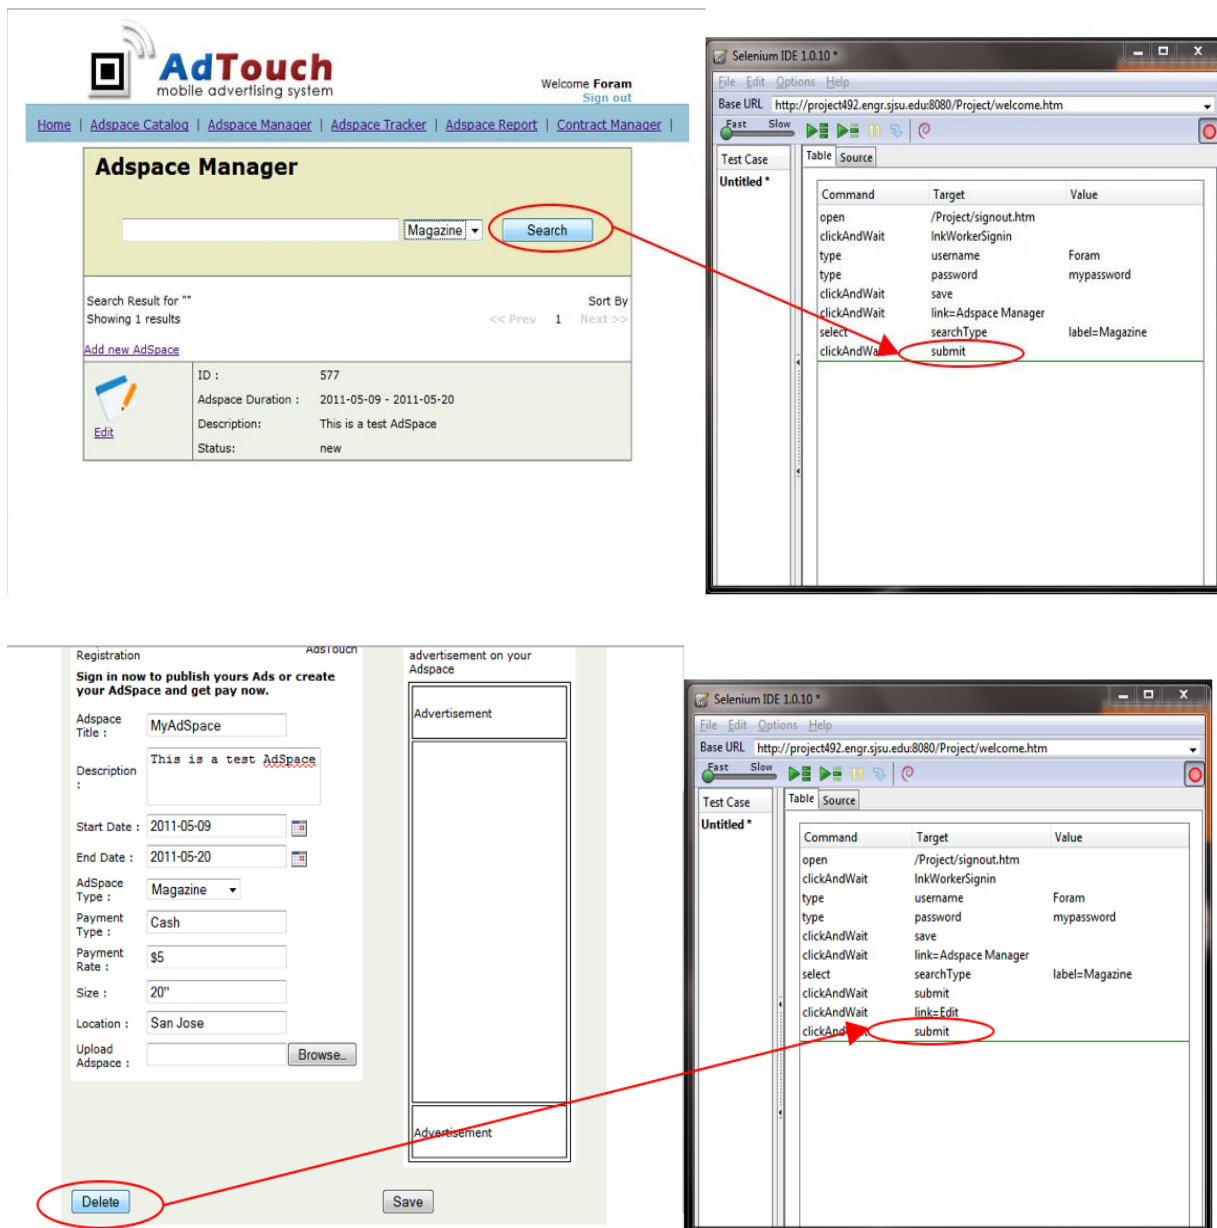 AdTouch
mobile advertising system
Welcome Foram
Sign out
Home | Adspace Catalog | Adspace Manager | Adspace Tracker | Adspace Report | Contract Manager |
Adspace Manager
Magazine
Search
Search Result for ""
Sort By
Showing 1 results
<< Prev 1 Next >>
Add new AdSpace
Edit
ID : 577
Adspace Duration : 2011-05-09 - 2011-05-20
Description: This is a test AdSpace
Status: new
Selenium IDE 1.0.10 *
File Edit Options Help
Base URL http://project492.engr.sjsu.edu:8080/Project/welcome.htm
Fast Slow
Test Case
Untitled *
Table Source
Command Target Value
open /Project/signout.htm
clickAndWait lnkWorkerSignin
type username Foram
type password mypassword
clickAndWait save
clickAndWait link=Adspace Manager
select searchType label=Magazine
clickAndWa submit
Registration
AdsTouch
Sign in now to publish yours Ads or create
your AdSpace and get pay now.
Adspace
Title :
MyAdSpace
Description
:
This is a test AdSpace
Start Date : 2011-05-09
End Date : 2011-05-20
AdSpace
Type :
Magazine
Payment
Type :
Cash
Payment
Rate :
$5
Size : 20"
Location : San Jose
Upload
Adspace :
Browse..
Delete
Save
advertisement on your
Adspace
Advertisement
Advertisement
Selenium IDE 1.0.10 *
File Edit Options Help
Base URL http://project492.engr.sjsu.edu:8080/Project/welcome.htm
Fast Slow
Test Case
Untitled *
Table Source
Command Target Value
open /Project/signout.htm
clickAndWait lnkWorkerSignin
type username Foram
type password mypassword
clickAndWait save
clickAndWait link=Adspace Manager
select searchType label=Magazine
clickAndWait submit
clickAndWait link=Edit
clickAnd t submit